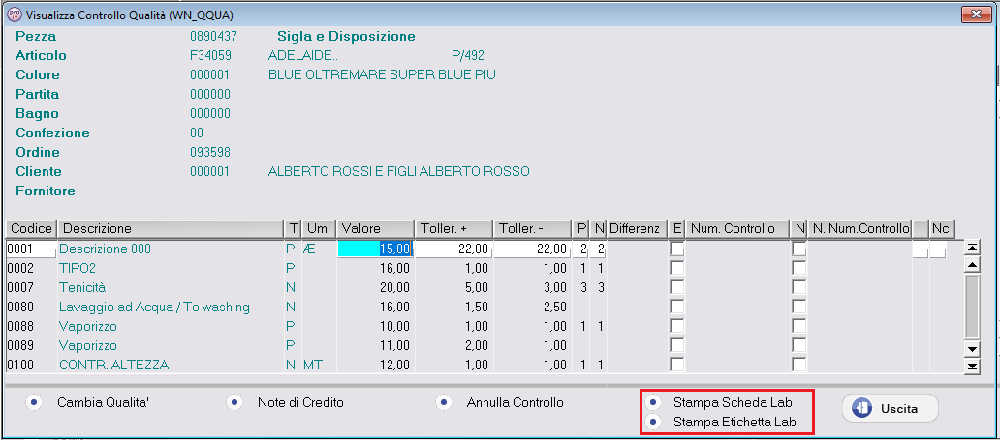 Visualizza Controllo Qualità (WN_QQUA)
Pezza 0890437 Sigla e Disposizione
Articolo F34059 ADELAIDE.. P/492
Colore 000001 BLUE OLTREMARE SUPER BLUE PIU
Partita 000000
Bagno 000000
Confezione 00
Ordine 093598
Cliente 000001 ALBERTO ROSSI E FIGLI ALBERTO ROSSO
Fornitore
Codice Descrizione T Um Valore Toller. + Toller. - P N Differenz E Num. Controllo N N. Num.Controllo Nc
0001 Descrizione 000 P Æ 15,00 22,00 22,00 2 2
0002 TIPO2 P 16,00 1,00 1,00 1 1
0007 Tenicità N 20,00 5,00 3,00 3 3
0080 Lavaggio ad Acqua / To washing N 16,00 1,50 2,50
0088 Vaporizzo P 10,00 1,00 1,00 1 1
0089 Vaporizzo P 11,00 2,00 1,00
0100 CONTR. ALTEZZA N MT 12,00 1,00 1,00 1 1
Cambia Qualita' Note di Credito Annulla Controllo Stampa Scheda Lab Uscita
Stampa Etichetta Lab